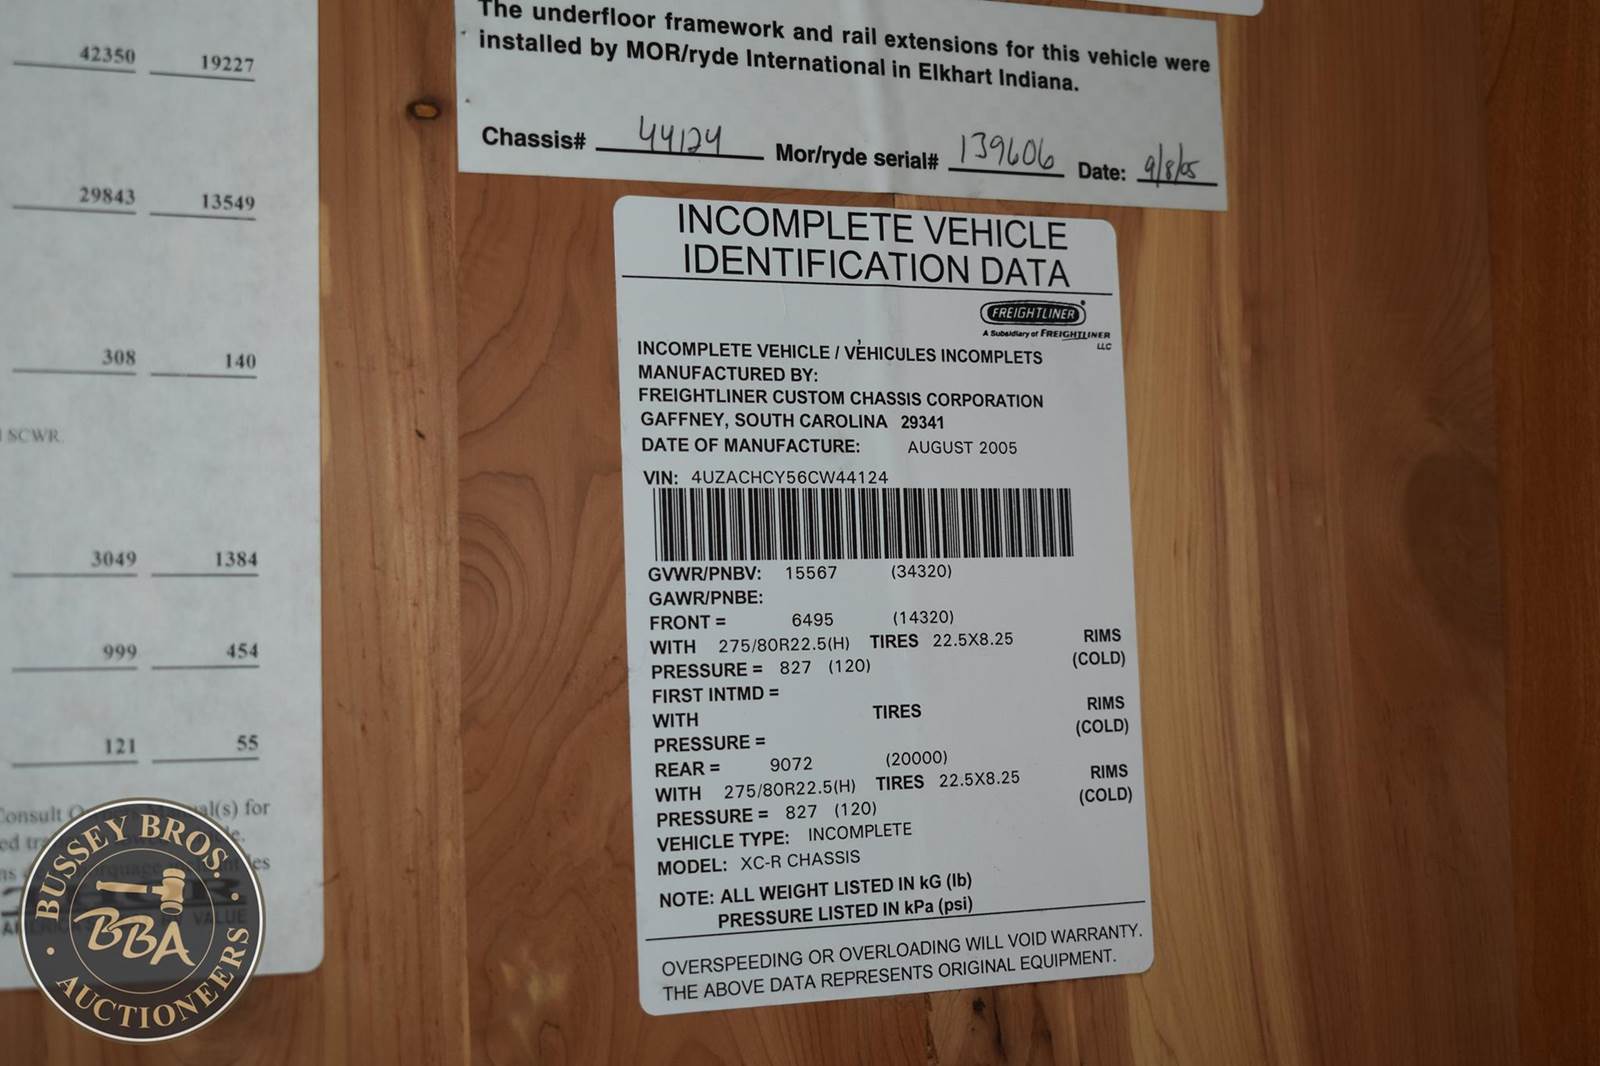 42350 19227
29843 13549
308 140
SCWR.
3049 1384
999 454
121 55
Consult
al(s) for
The underfloor framework and rail extensions for this vehicle were
installed by MOR/ryde International in Elkhart Indiana.
Chassis# 44124 Mor/ryde serial# 139606 Date: 9/8/05
INCOMPLETE VEHICLE
IDENTIFICATION DATA
FREIGHTLINER
A Subsidiary of FREIGHTLINER
LLC
INCOMPLETE VEHICLE / VÉHICULES INCOMPLETS
MANUFACTURED BY:
FREIGHTLINER CUSTOM CHASSIS CORPORATION
GAFFNEY, SOUTH CAROLINA 29341
DATE OF MANUFACTURE: AUGUST 2005
VIN: 4UZACHCY56CW44124
GVWR/PNBV: 15567 (34320)
GAWR/PNBE:
FRONT = 6495 (14320)
WITH 275/80R22.5(H) TIRES 22.5X8.25 RIMS
PRESSURE = 827 (120) (COLD)
FIRST INTMD =
WITH TIRES RIMS
PRESSURE = (COLD)
REAR = 9072 (20000)
WITH 275/80R22.5(H) TIRES 22.5X8.25 RIMS
PRESSURE = 827 (120) (COLD)
VEHICLE TYPE: INCOMPLETE
MODEL: XC-R CHASSIS
NOTE: ALL WEIGHT LISTED IN kG (lb)
PRESSURE LISTED IN kPa (psi)
OVERSPEEDING OR OVERLOADING WILL VOID WARRANTY.
THE ABOVE DATA REPRESENTS ORIGINAL EQUIPMENT.
BUSSEY BROS.
BBA
AUCTIONEERS